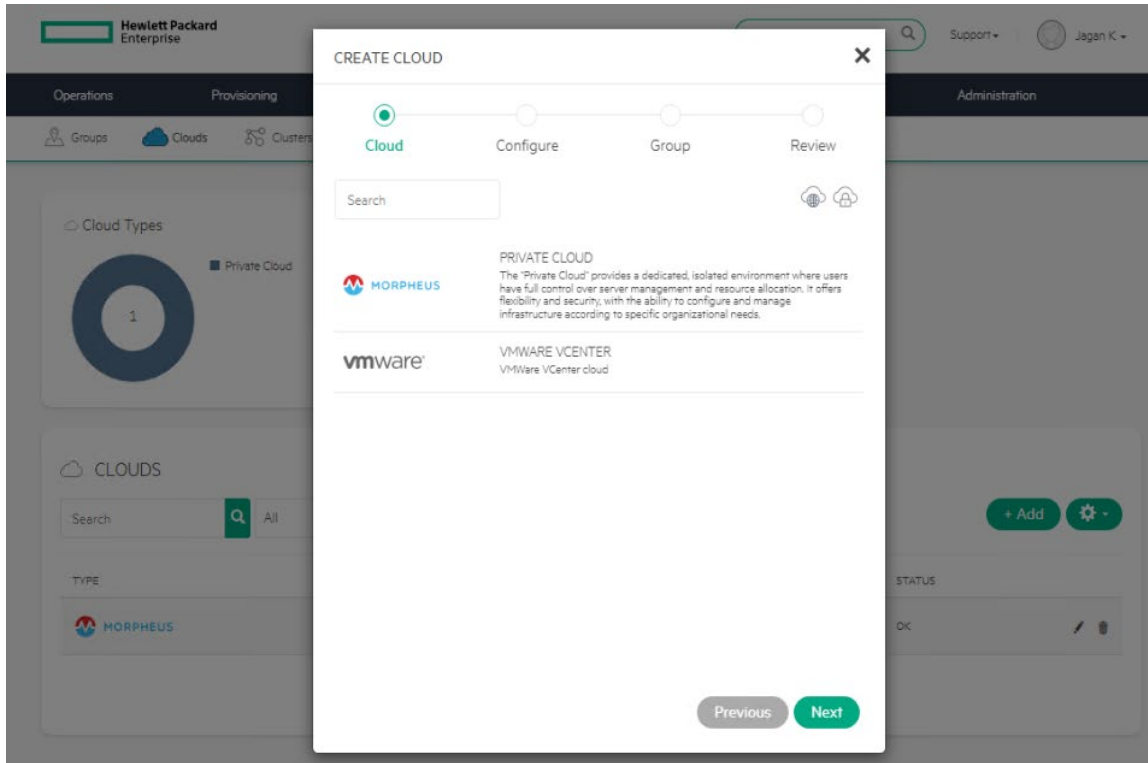 Hewlett Packard
Enterprise
Support
Jagan K
Operations
Provisioning
Administration
Groups
Clouds
Clusters
Cloud Types
Private Cloud
1
CREATE CLOUD
Cloud
Configure
Group
Review
Search
MORPHEUS
PRIVATE CLOUD
The "Private Cloud" provides a dedicated, isolated environment where users
have full control over server management and resource allocation. It offers
flexibility and security, with the ability to configure and manage
infrastructure according to specific organizational needs.
vmware
VMWARE VCENTER
VMWare VCenter cloud
Previous
Next
CLOUDS
Search
All
+ Add
TYPE
STATUS
MORPHEUS
OK